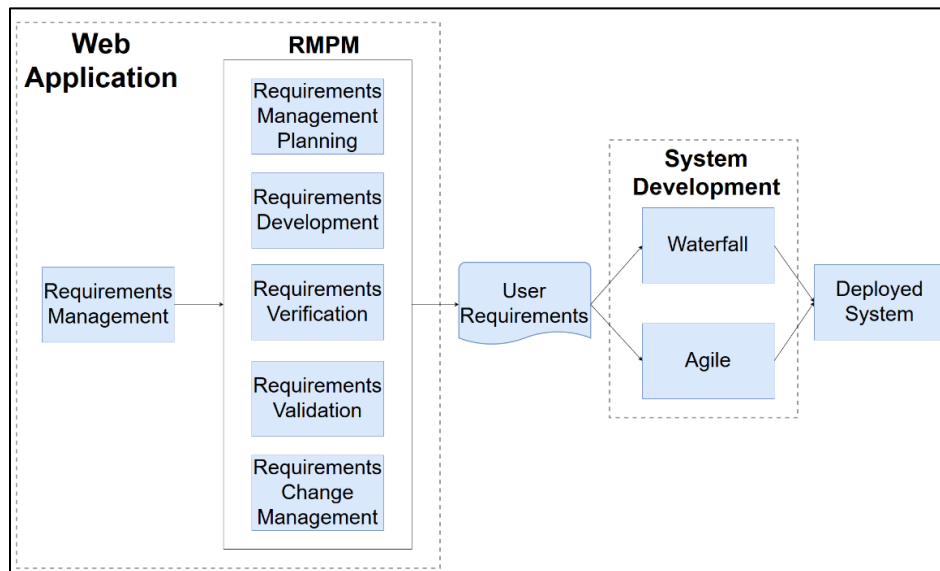 Web
Application
RMPM
Requirements
Management
Planning
Requirements
Development
Requirements
Management
Requirements
Verification
Requirements
Validation
Requirements
Change
Management
User
Requirements
System
Development
Waterfall
Agile
Deployed
System